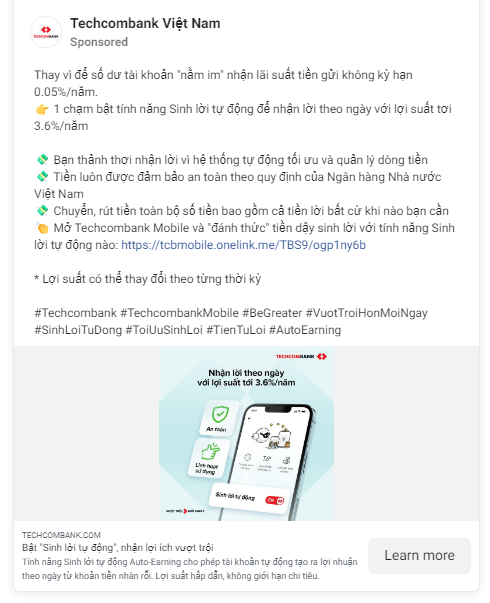 TECHCOMBANK
Techcombank Việt Nam
Sponsored
Thay vì để số dư tài khoản "nằm im" nhận lãi suất tiền gửi không kỳ hạn
0.05%/năm.
👉 1 chạm bật tính năng Sinh lời tự động để nhận lời theo ngày với lợi suất tơi
3.6%/năm
💸 Bạn thảnh thơi nhận lời vì hệ thống tự động tối ưu và quản lý dòng tiền
💸 Tiền luôn được đảm bảo an toàn theo quy định của Ngân hàng Nhà nước
Việt Nam
💸 Chuyển, rút tiền toàn bộ số tiền bao gồm cả tiền lời bất cứ khi nào bạn cần
👏 Mở Techcombank Mobile và "đánh thức" tiền dậy sinh lời với tính năng Sinh
lời tự động nào: https://tcbmobile.onelink.me/TBS9/ogp1ny6b
* Lợi suất có thể thay đổi theo từng thời kỳ
#Techcombank #TechcombankMobile #BeGreater #VuotTroiHonMoiNgay
#SinhLoiTuDong #ToiUuSinhLoi #TienTuLoi #AutoEarning
TECHCOMBANK
Nhận lời theo ngày
với lợi suất tới 3.6%/năm
An toàn
Linh hoạt
sử dụng
Sinh lời tự động
ON
VƯỢT TRỘI HƠN MỖI NGÀY
TECHCOMBANK.COM
Bật "Sinh lời tự động", nhận lợi ích vượt trội
Tính năng Sinh lời tự động Auto-Earning cho phép tài khoản tự động tạo ra lợi nhuận
theo ngày từ khoản tiền nhàn rỗi. Lợi suất hấp dẫn, không giới hạn chi tiêu.
Learn more